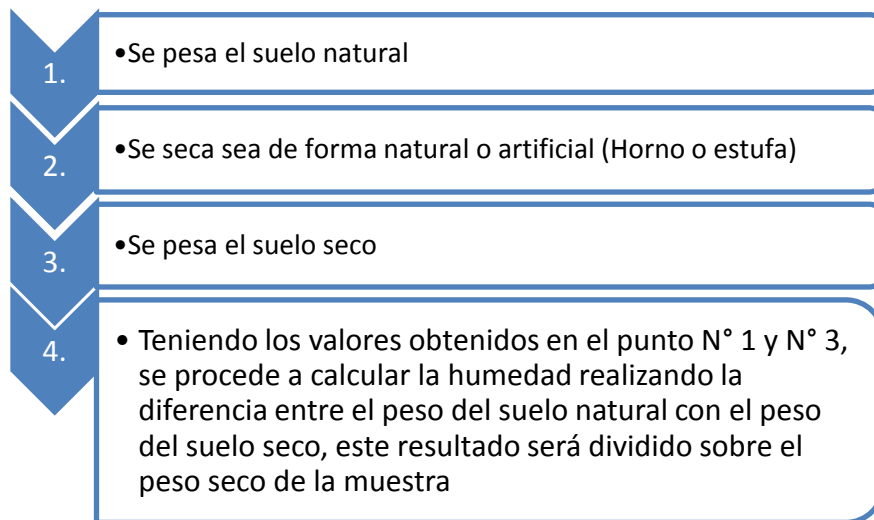 1.
•Se pesa el suelo natural
2.
•Se seca sea de forma natural o artificial (Horno o estufa)
3.
•Se pesa el suelo seco
4.
• Teniendo los valores obtenidos en el punto N° 1 y N° 3,
se procede a calcular la humedad realizando la
diferencia entre el peso del suelo natural con el peso
del suelo seco, este resultado será dividido sobre el
peso seco de la muestra